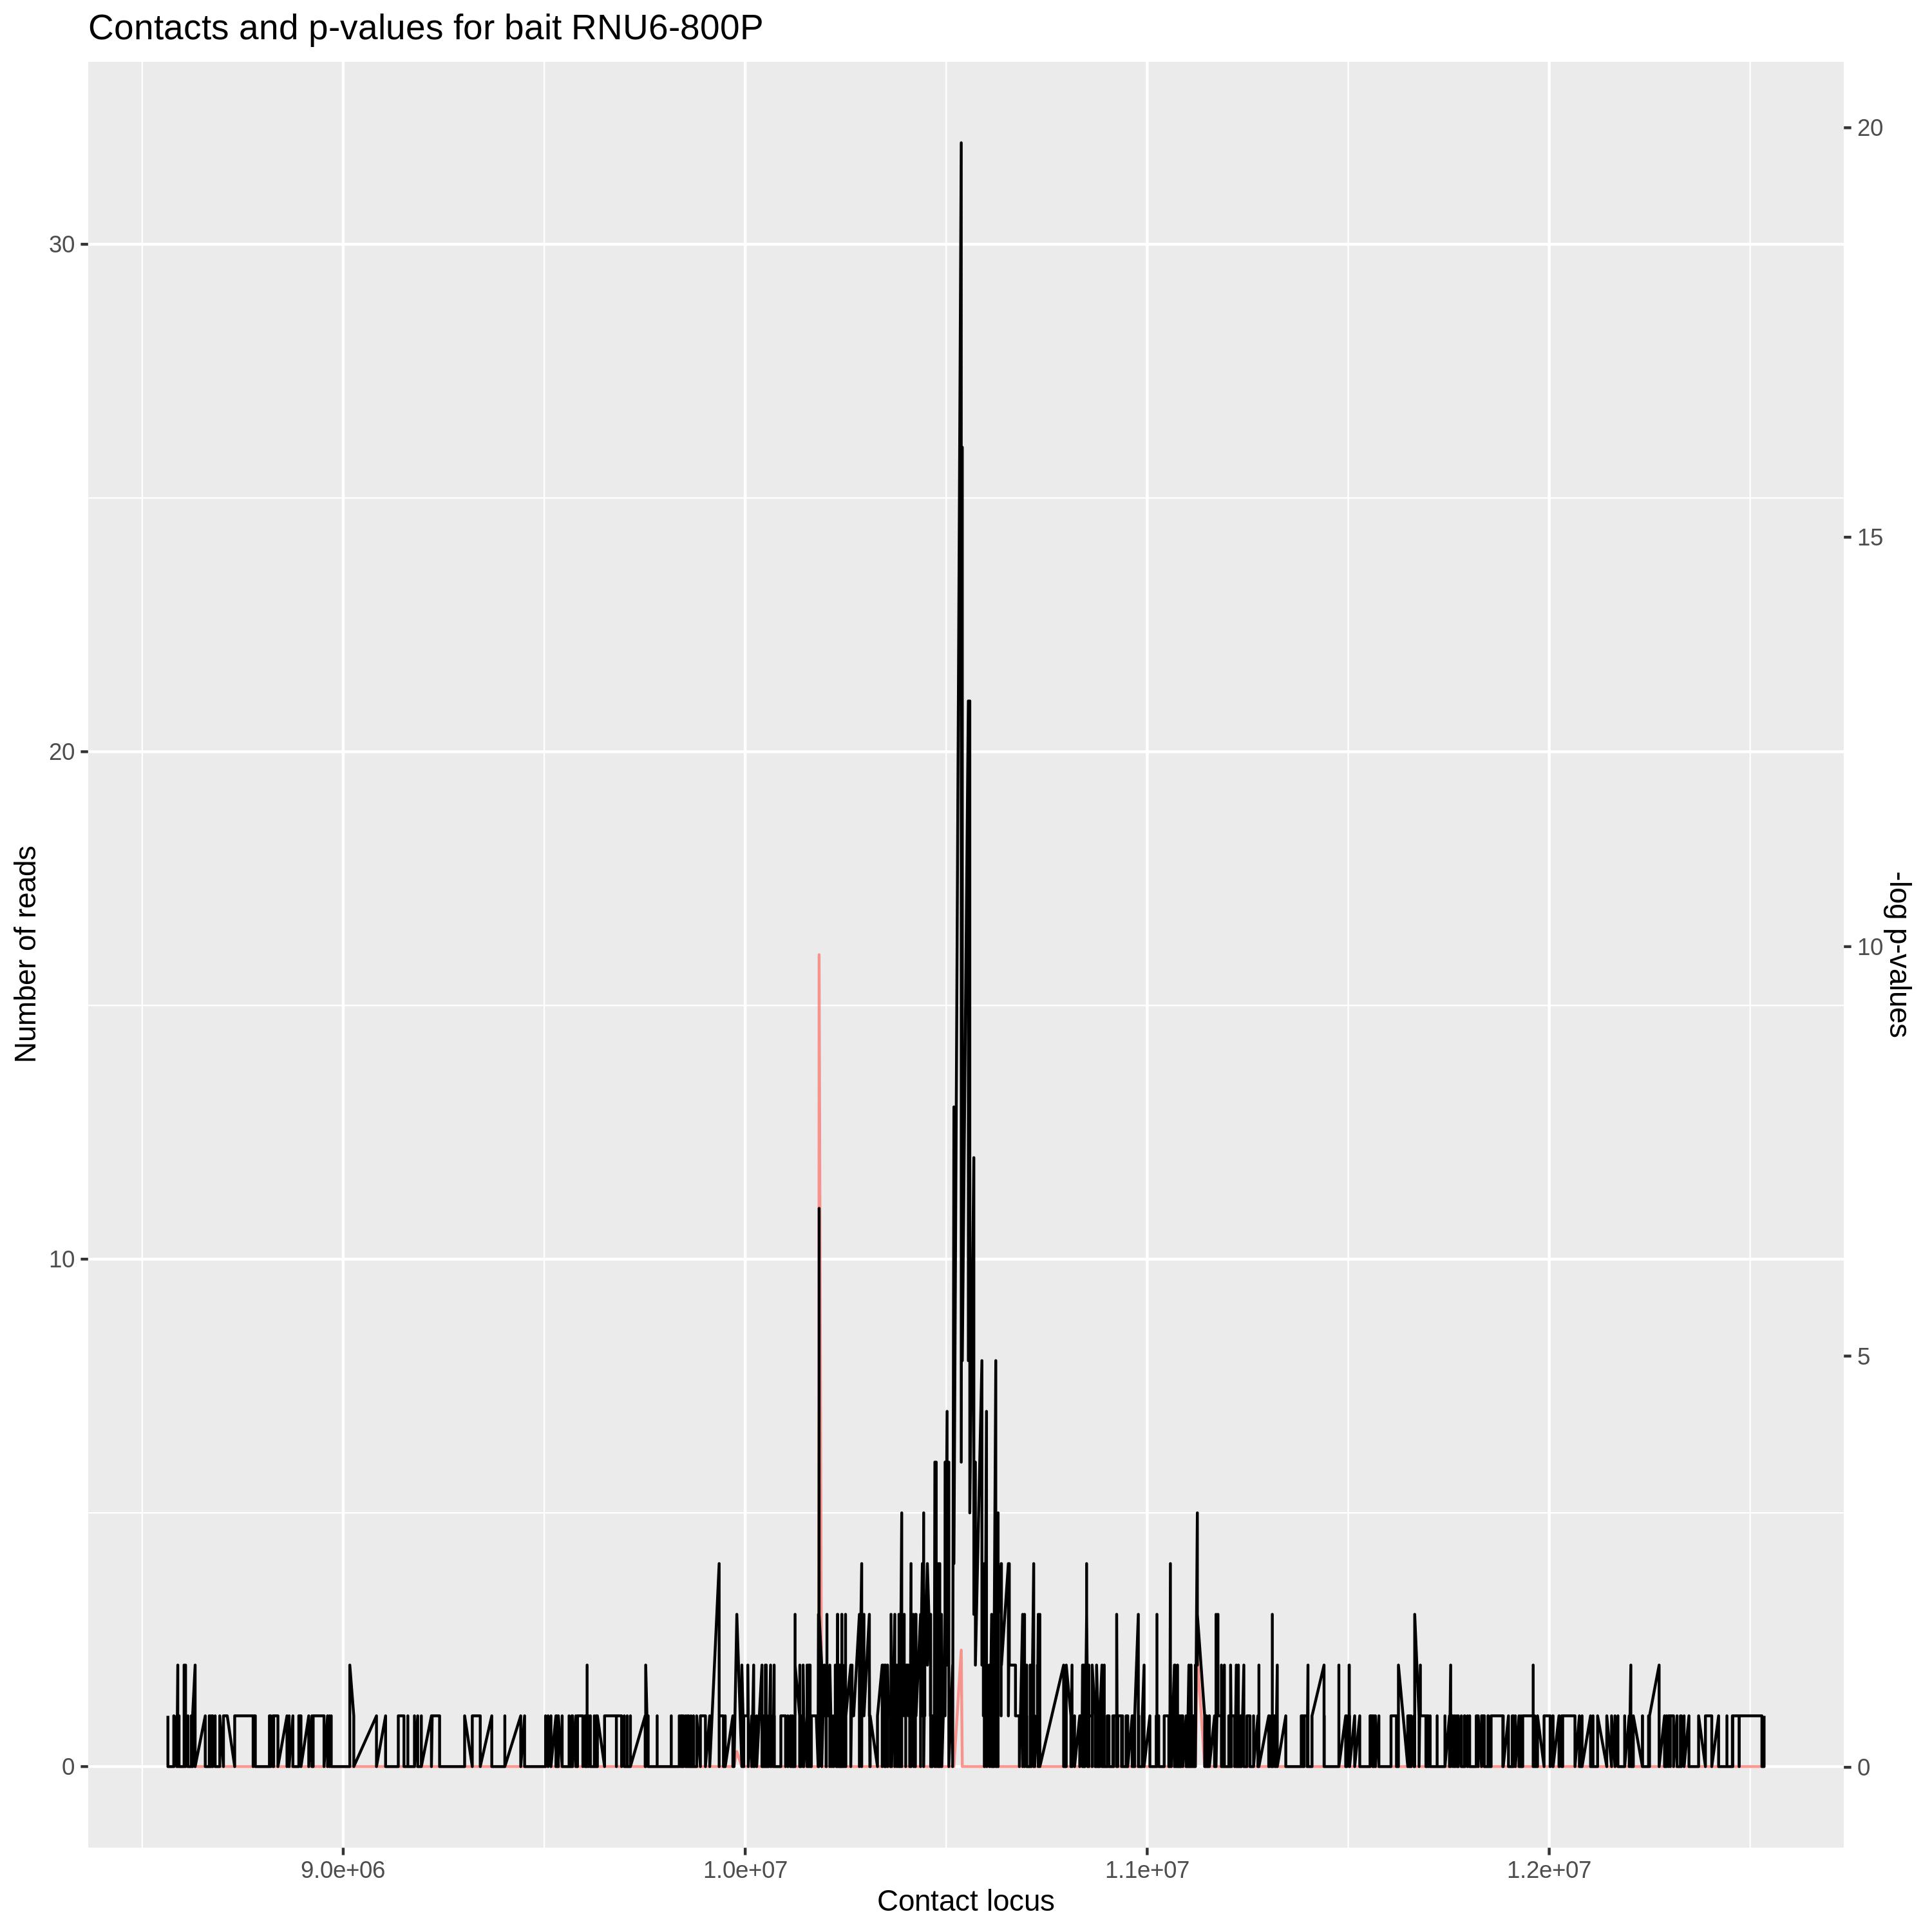 Contacts and p-values for bait RNU6-800P
30
20
10
0
Number of reads
20
15
10
5
0
-log p-values
9.0e+06
1.0e+07
1.1e+07
1.2e+07
Contact locus